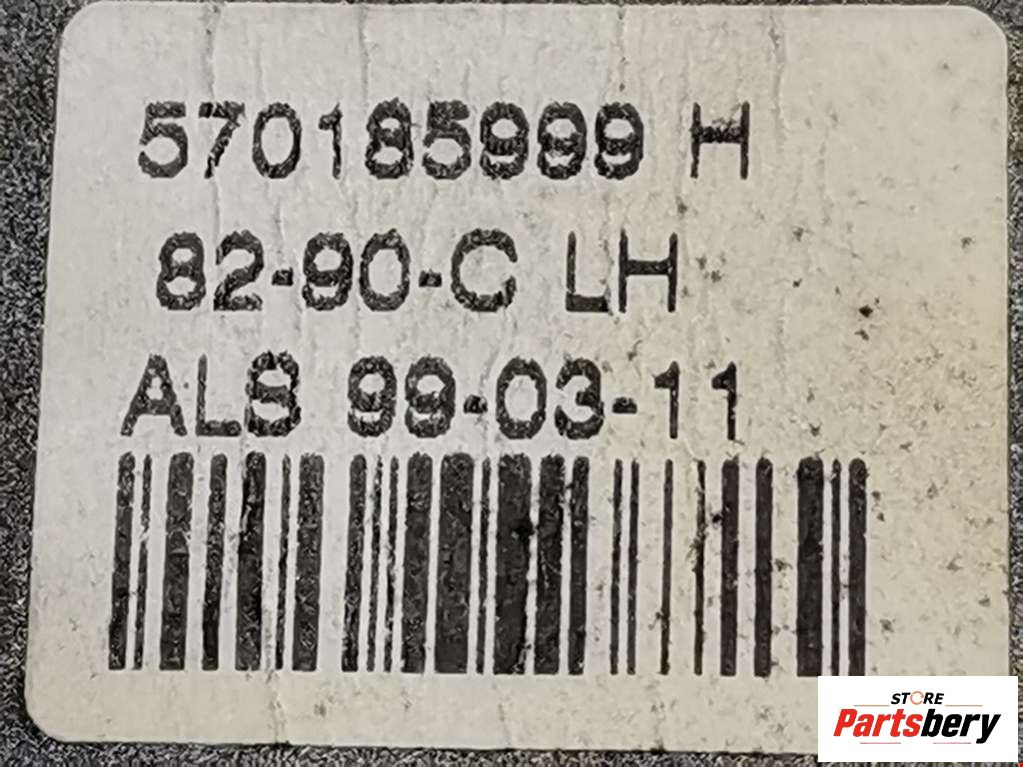 570185999 H
82-90-C LH
ALS 99-03-11
STORE
Partsbery